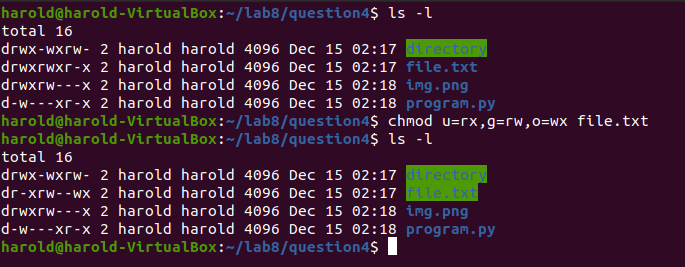 harold@harold-VirtualBox:~/lab8/question4$ ls -l
total 16
drwx-wxrw- 2 harold harold 4096 Dec 15 02:17 directory
drwxrwxr-x 2 harold harold 4096 Dec 15 02:17 file.txt
drwxrw---x 2 harold harold 4096 Dec 15 02:18 img.png
d-w---xr-x 2 harold harold 4096 Dec 15 02:18 program.py
harold@harold-VirtualBox:~/lab8/question4$ chmod u=rx,g=rw,o=wx file.txt
harold@harold-VirtualBox:~/lab8/question4$ ls -l
total 16
drwx-wxrw- 2 harold harold 4096 Dec 15 02:17 directory
dr-xrw--wx 2 harold harold 4096 Dec 15 02:17 file.txt
drwxrw---x 2 harold harold 4096 Dec 15 02:18 img.png
d-w---xr-x 2 harold harold 4096 Dec 15 02:18 program.py
harold@harold-VirtualBox:~/lab8/question4$